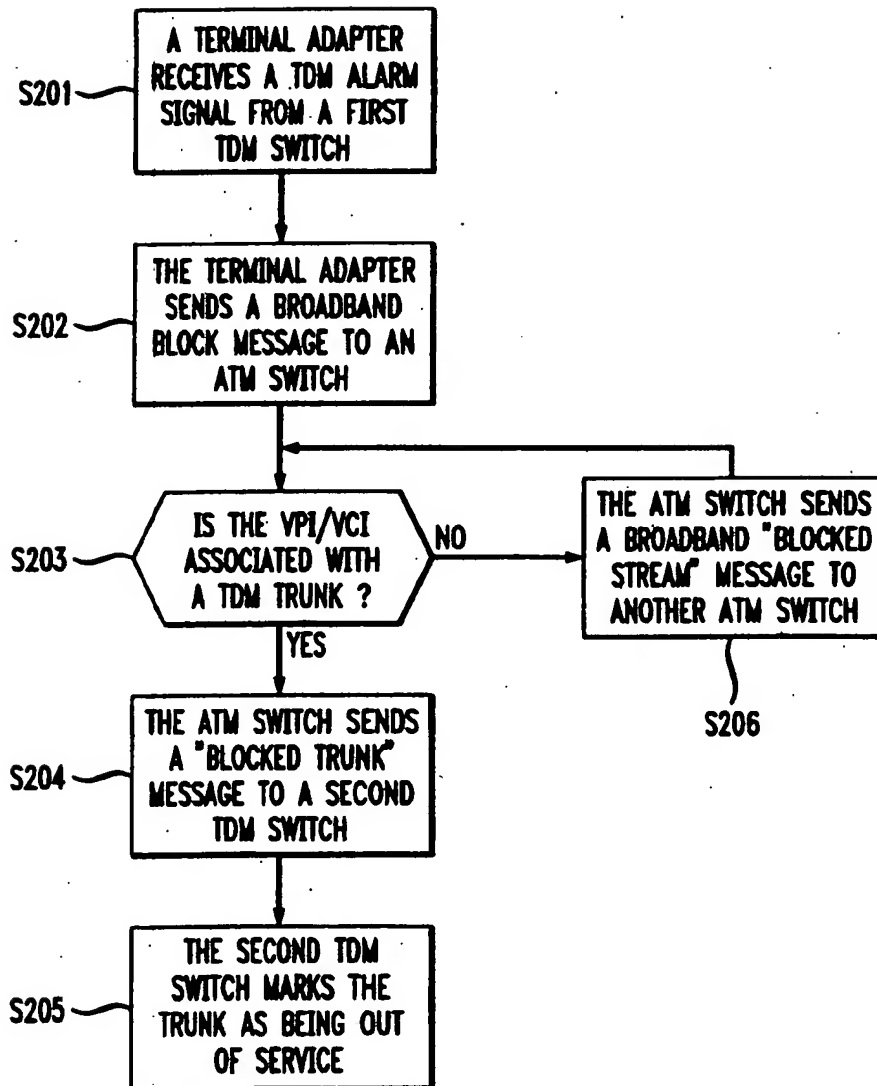 A TERMINAL ADAPTER
RECEIVES A TDM ALARM
SIGNAL FROM A FIRST
TDM SWITCH
S201
THE TERMINAL ADAPTER
SENDS A BROADBAND
BLOCK MESSAGE TO AN
ATM SWITCH
S202
IS THE VPI/VCI
ASSOCIATED WITH
A TDM TRUNK ?
S203
NO
YES
THE ATM SWITCH SENDS
A BROADBAND "BLOCKED
STREAM" MESSAGE TO
ANOTHER ATM SWITCH
S206
THE ATM SWITCH SENDS
A "BLOCKED TRUNK"
MESSAGE TO A SECOND
TDM SWITCH
S204
THE SECOND TDM
SWITCH MARKS THE
TRUNK AS BEING OUT
OF SERVICE
S205